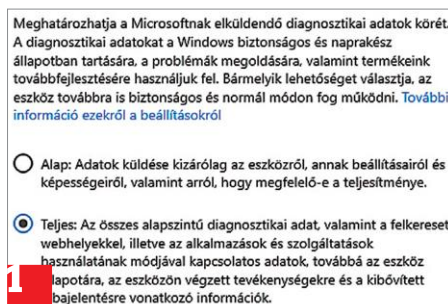 Meghatározhatja a Microsoftnak elküldendő diagnosztikai adatok körét.
A diagnosztikai adatokat a Windows biztonságos és naprakész
állapotban tartására, a problémák megoldására, valamint termékeink
továbbfejlesztésére használjuk fel. Bármelyik lehetőséget választja, az
eszköz továbbra is biztonságos és normál módon fog működni. További
információ ezekről a beállításokról
Alap: Adatok küldése kizárólag az eszközről, annak beállításairól és
képességeiről, valamint arról, hogy megfelelő-e a teljesítménye.
Teljes: Az összes alapszintű diagnosztikai adat, valamint a felkereset
webhelyekkel, illetve az alkalmazások és szolgáltatások
használatának módjával kapcsolatos adatok, továbbá az eszköz
lapotára, az eszközön végzett tevékenységekre és a kibővített
bajelentésre vonatkozó információk.
1